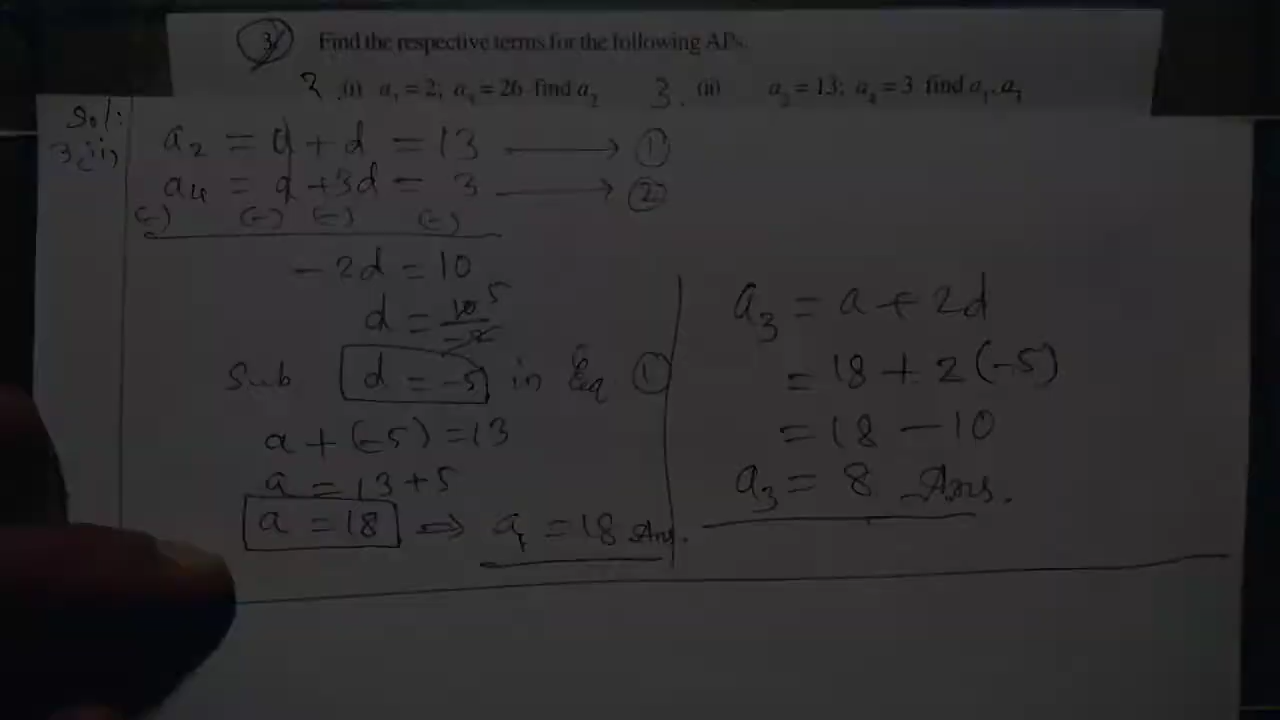 3 Find the respective terms for the following APs.
3 .(i) a₁ = 2; a₃ = 26 find a₂ 3. (ii) a₂ = 13; a₄ = 3 find a₁, a₃
Sol:
3,ii) a₂ = a + d = 13 ⟶ ①
a₄ = a + 3d = 3 ⟶ ②
(-) (-) (-) (-)
- 2d = 10
d = 10 5 / -2
Sub d = -5 in Eq ①
a + (-5) = 13
a = 13 + 5
a = 18 ⇒ a₁ = 18 Ans.
a₃ = a + 2d
= 18 + 2(-5)
= 18 - 10
a₃ = 8 Ans.